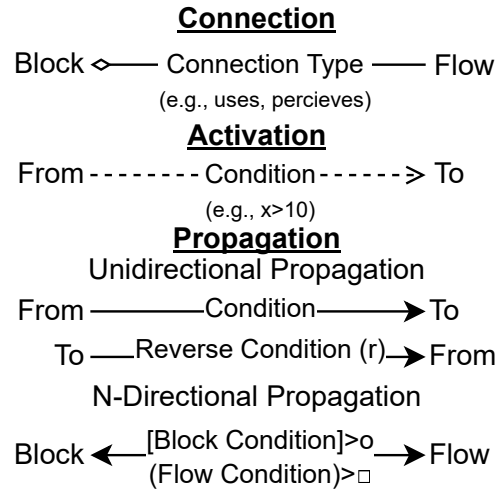 Connection
Block Connection Type Flow
(e.g., uses, percieves)
Activation
From Condition To
(e.g., x>10)
Propagation
Unidirectional Propagation
From Condition To
To Reverse Condition (r) From
N-Directional Propagation
Block [Block Condition]>o Flow
(Flow Condition)>□